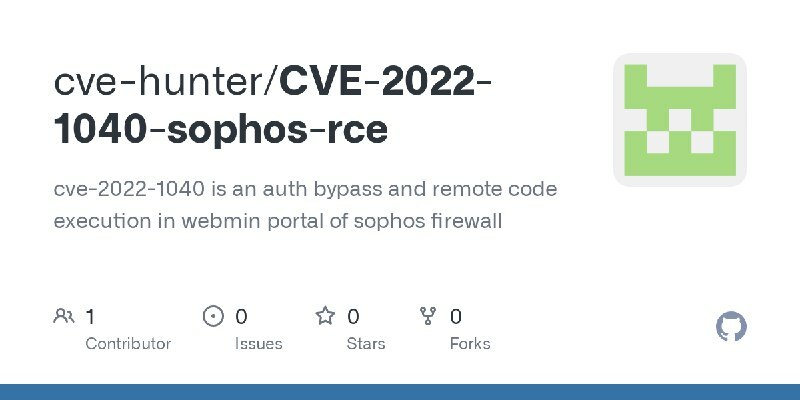 cve-hunter/CVE-2022-
1040-sophos-rce
cve-2022-1040 is an auth bypass and remote code
execution in webmin portal of sophos firewall
1 0 0 0
Contributor Issues Stars Forks